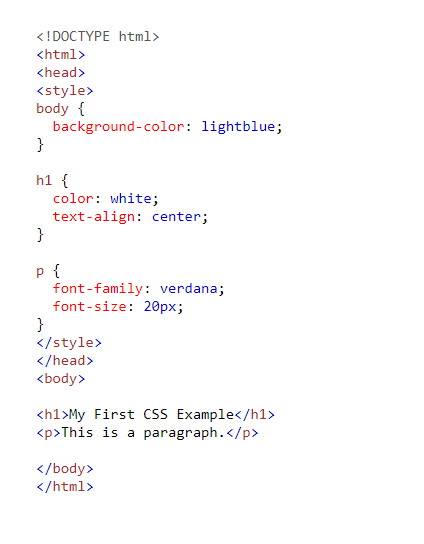 <!DOCTYPE html>
<html>
<head>
<style>
body {
  background-color: lightblue;
}

h1 {
  color: white;
  text-align: center;
}

p {
  font-family: verdana;
  font-size: 20px;
}
</style>
</head>
<body>

<h1>My First CSS Example</h1>
<p>This is a paragraph.</p>

</body>
</html>